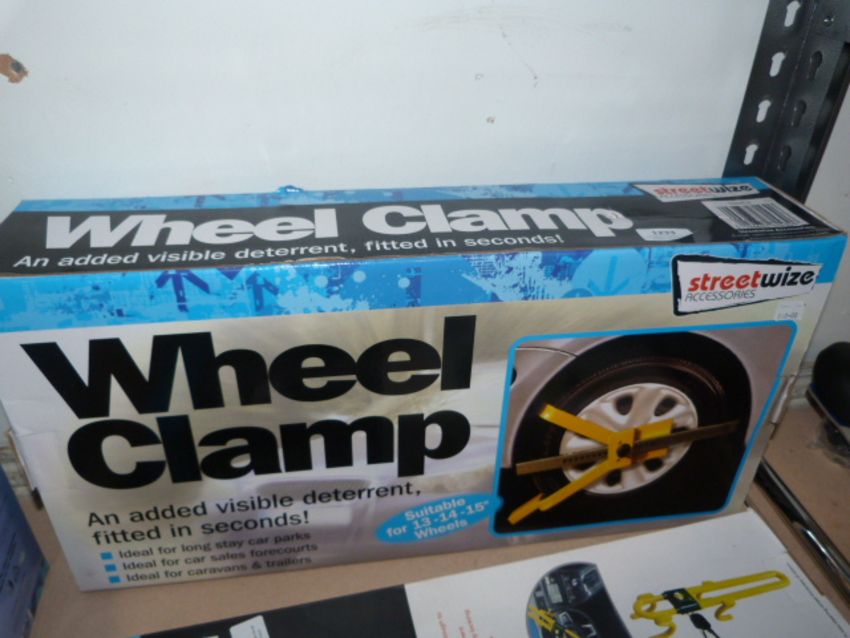 Wheel Clamp
An added visible deterrent, fitted in seconds!
streetwize
ACCESSORIES
streetwize
ACCESSORIES
Wheel
Clamp
An added visible deterrent,
fitted in seconds!
Ideal for long stay car parks
Ideal for car sales forecourts
Ideal for caravans & trailers
Suitable
for 13-14-15"
Wheels